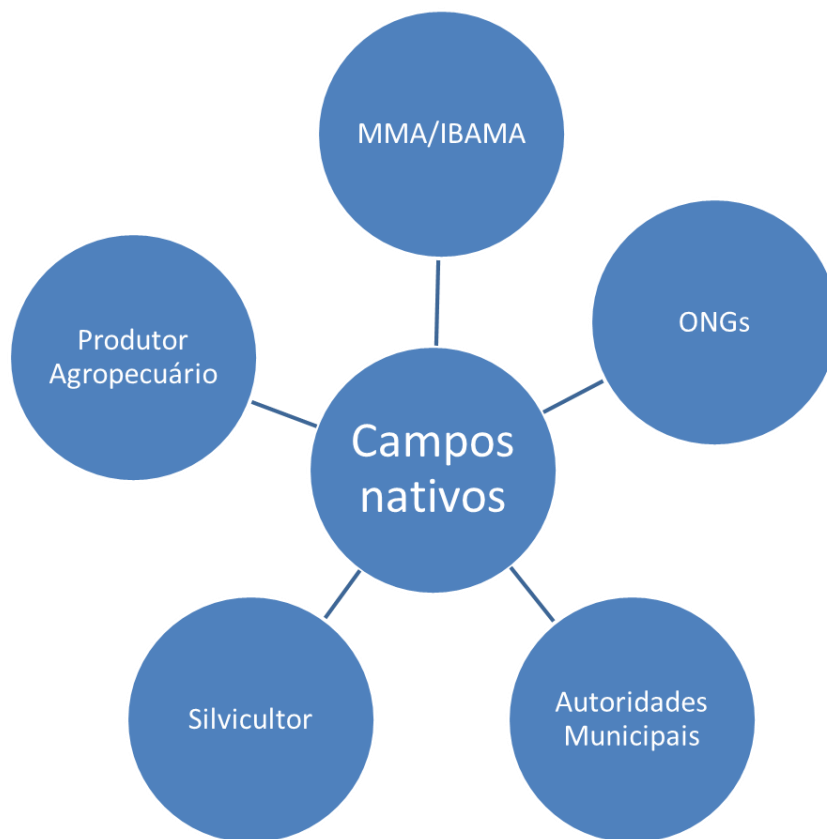 MMA/IBAMA
ONGs
Produtor
Agropecuário
Campos
nativos
Silvicultor
Autoridades
Municipais